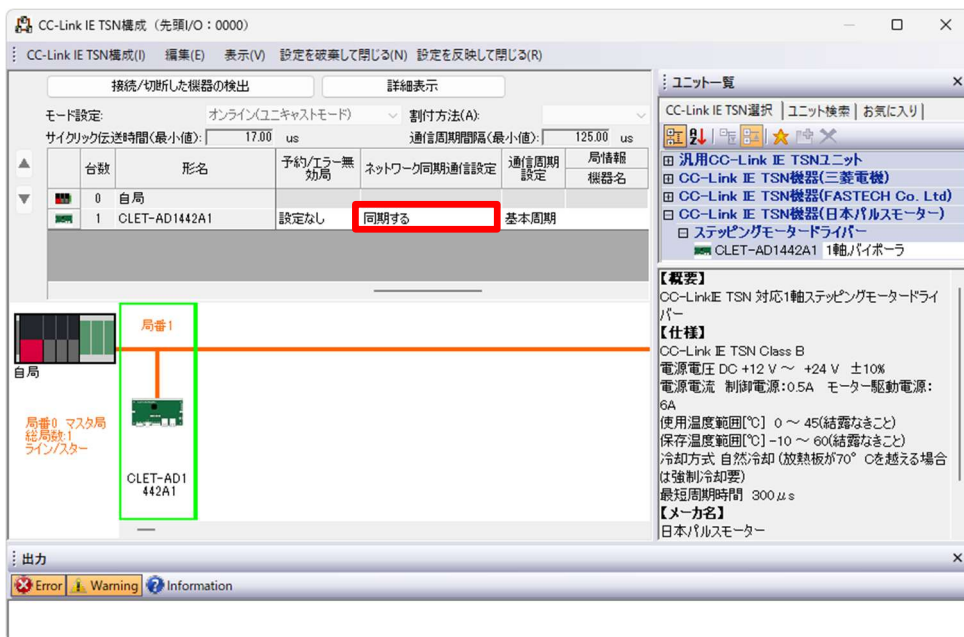 CC-Link IE TSN構成（先頭I/O：0000）
CC-Link IE TSN構成(I) 編集(E) 表示(V) 設定を破棄して閉じる(N) 設定を反映して閉じる(R)
接続/切断した機器の検出 詳細表示
モード設定: オンライン(ユニキャストモード) 割付方法(A):
サイクリック伝送時間(最小値): 17.00 us 通信周期間隔(最小値): 125.00 us
台数 形名 予約/エラー無効局 ネットワーク同期通信設定 通信周期設定 局情報
機器名
0 自局
1 CLET-AD1442A1 設定なし 同期する 基本周期
自局
局番1
局番0 マスタ局
総局数:1
ライン/スター
CLET-AD1
442A1
ユニット一覧
CC-Link IE TSN選択 ユニット検索 お気に入り
汎用CC-Link IE TSNユニット
CC-Link IE TSN機器(三菱電機)
CC-Link IE TSN機器(FASTECH Co. Ltd)
CC-Link IE TSN機器(日本パルスモーター)
ステッピングモータードライバー
CLET-AD1442A1 1軸バイポーラ
【概要】
CC-LinkIE TSN 対応1軸ステッピングモータードライ
バー
【仕様】
CC-Link IE TSN Class B
電源電圧 DC +12 V ～ +24 V ±10%
電源電流 制御電源:0.5A モーター駆動電源:
6A
使用温度範囲[℃] 0 ～ 45(結露なきこと)
保存温度範囲[℃] -10 ～ 60(結露なきこと)
冷却方式 自然冷却 (放熱板が70°Cを越える場合
は強制冷却要)
最短周期時間 300μs
【メーカ名】
日本パルスモーター
出力
Error Warning Information